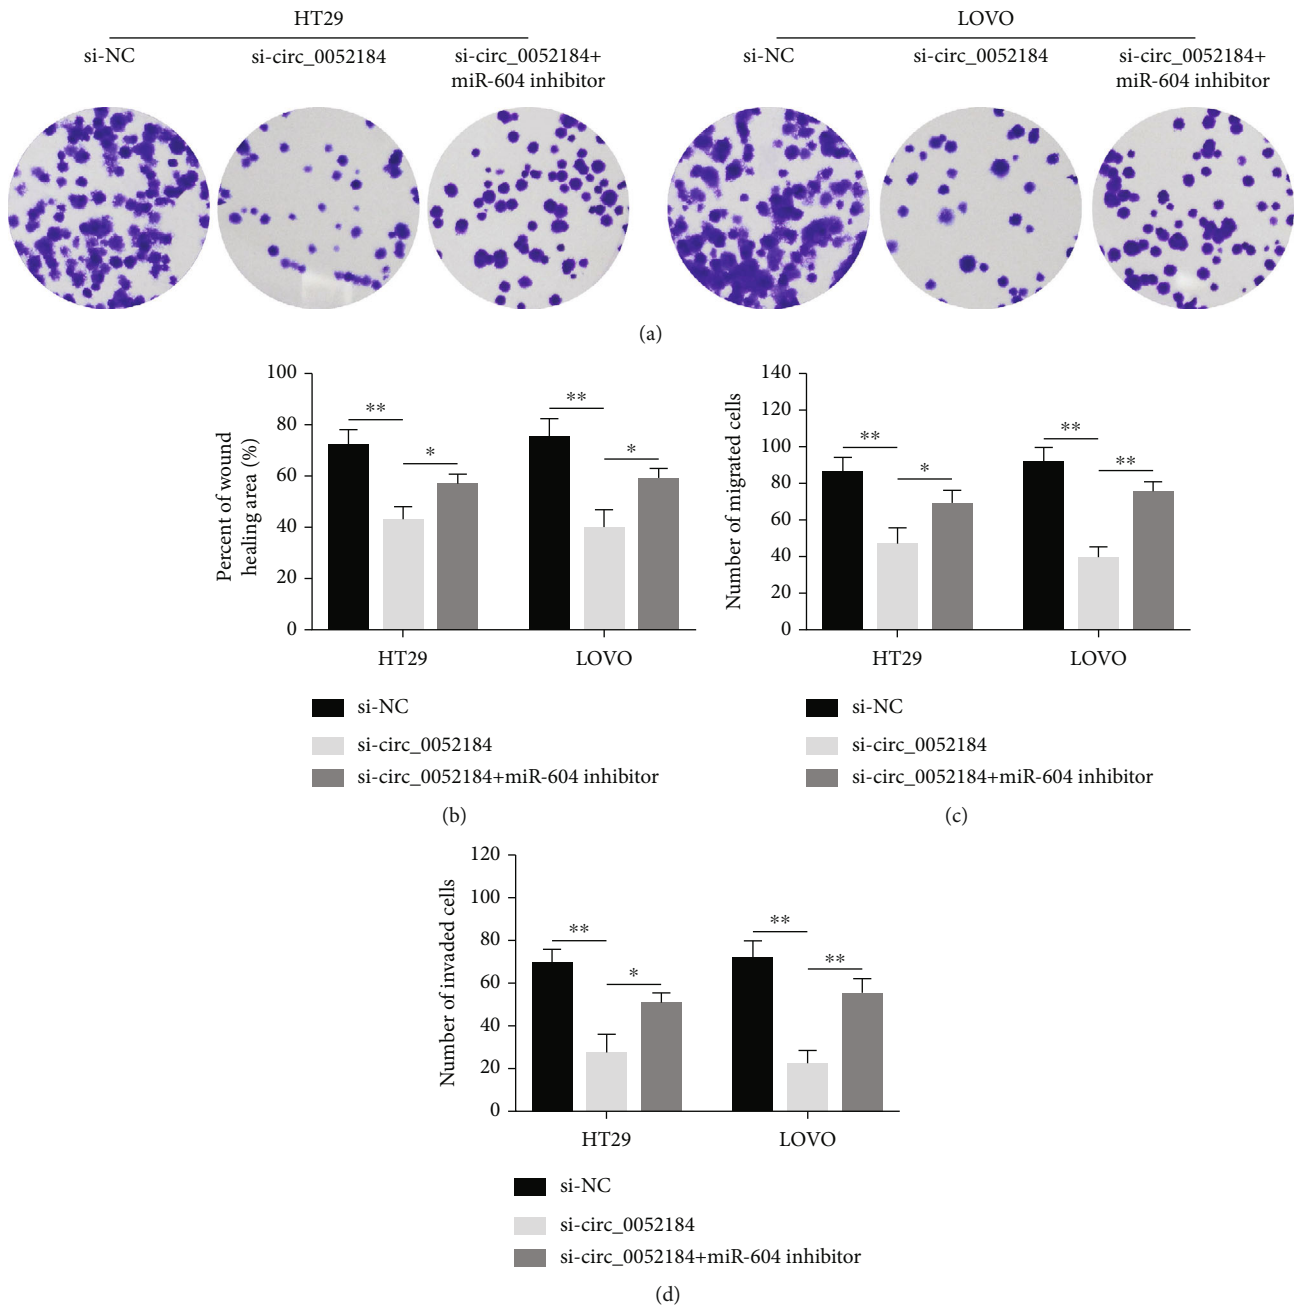 HT29
LOVO
si-NC
si-circ_0052184
si-circ_0052184+
miR-604 inhibitor
si-NC
si-circ_0052184
si-circ_0052184+
miR-604 inhibitor
(a)
Percent of wound
healing area (%)
100
80
60
40
20
0
**
*
**
*
HT29
LOVO
si-NC
si-circ_0052184
si-circ_0052184+miR-604 inhibitor
(b)
Number of migrated cells
140
120
100
80
60
40
20
0
**
*
**
**
HT29
LOVO
si-NC
si-circ_0052184
si-circ_0052184+miR-604 inhibitor
(c)
Number of invaded cells
120
100
80
60
40
20
0
**
*
**
**
HT29
LOVO
si-NC
si-circ_0052184
si-circ_0052184+miR-604 inhibitor
(d)